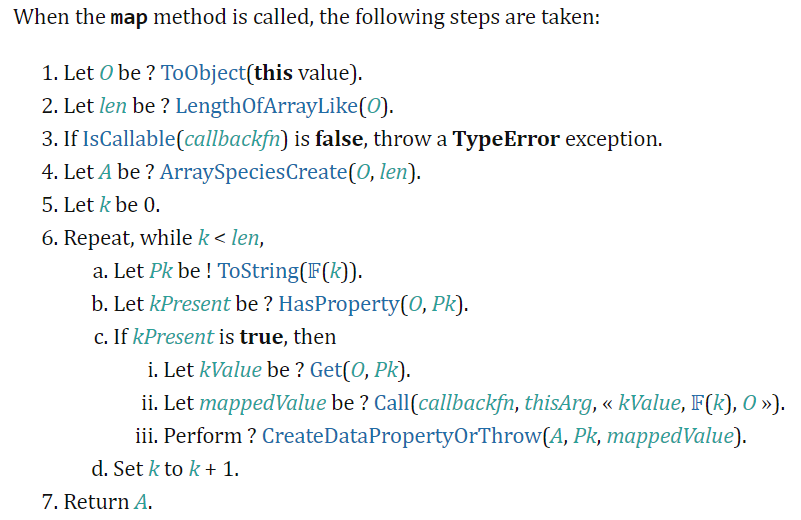 When the map method is called, the following steps are taken:
1. Let O be ? ToObject(this value).
2. Let len be ? LengthOfArrayLike(O).
3. If IsCallable(callbackfn) is false, throw a TypeError exception.
4. Let A be ? ArraySpeciesCreate(O, len).
5. Let k be 0.
6. Repeat, while k < len,
a. Let Pk be ! ToString(𝔽(k)).
b. Let kPresent be ? HasProperty(O, Pk).
c. If kPresent is true, then
i. Let kValue be ? Get(O, Pk).
ii. Let mappedValue be ? Call(callbackfn, thisArg, « kValue, 𝔽(k), O »).
iii. Perform ? CreateDataPropertyOrThrow(A, Pk, mappedValue).
d. Set k to k + 1.
7. Return A.